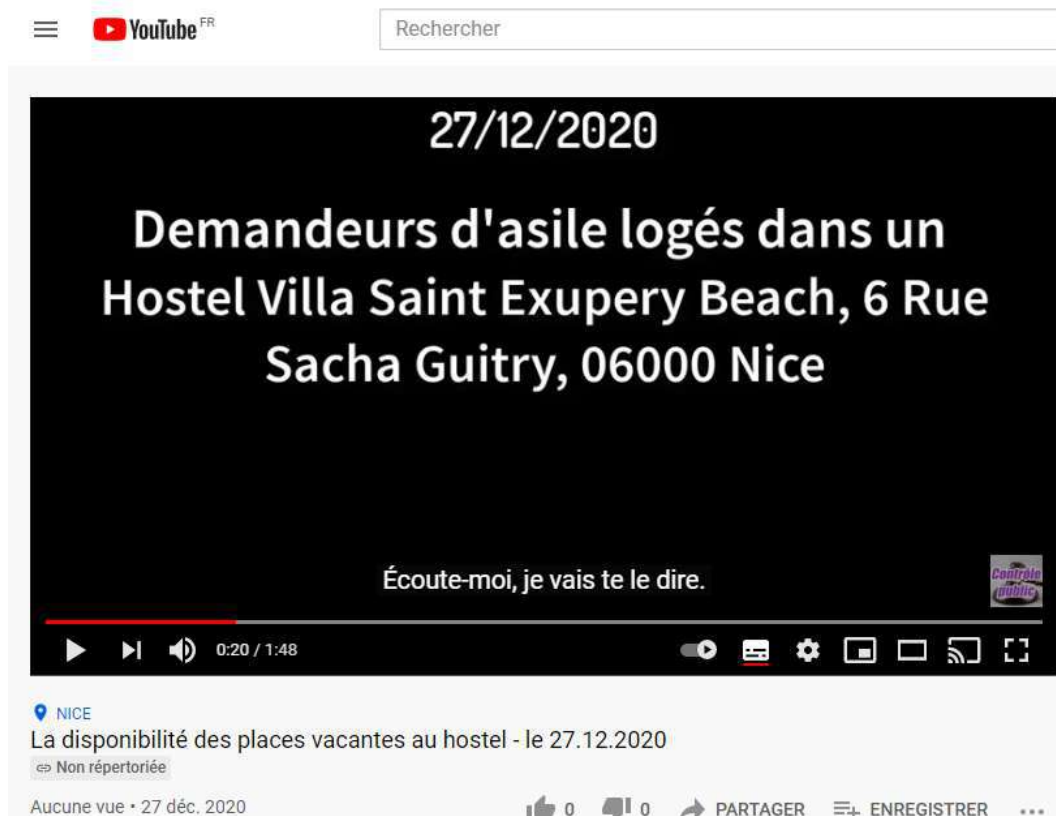 YouTube FR
Rechercher
27/12/2020
Demandeurs d'asile logés dans un
Hostel Villa Saint Exupery Beach, 6 Rue
Sacha Guitry, 06000 Nice
Écoute-moi, je vais te le dire.
Contrôle
public
0:20 / 1:48
NICE
La disponibilité des places vacantes au hostel - le 27.12.2020
Non répertoriée
Aucune vue • 27 déc. 2020 0 0 PARTAGER ENREGISTRER